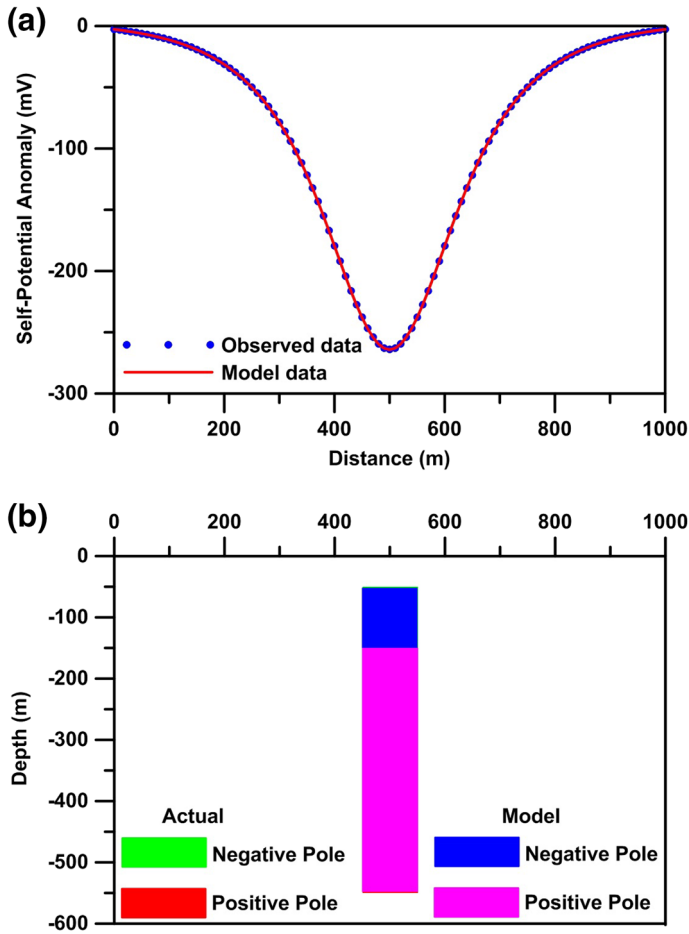 (a)
Self-Potential Anomaly (mV)
0
-100
-200
-300
Observed data
Model data
0 200 400 600 800 1000
Distance (m)
(b)
0 200 400 600 800 1000
Depth (m)
0
-100
-200
-300
-400
-500
-600
Actual
Negative Pole
Positive Pole
Model
Negative Pole
Positive Pole